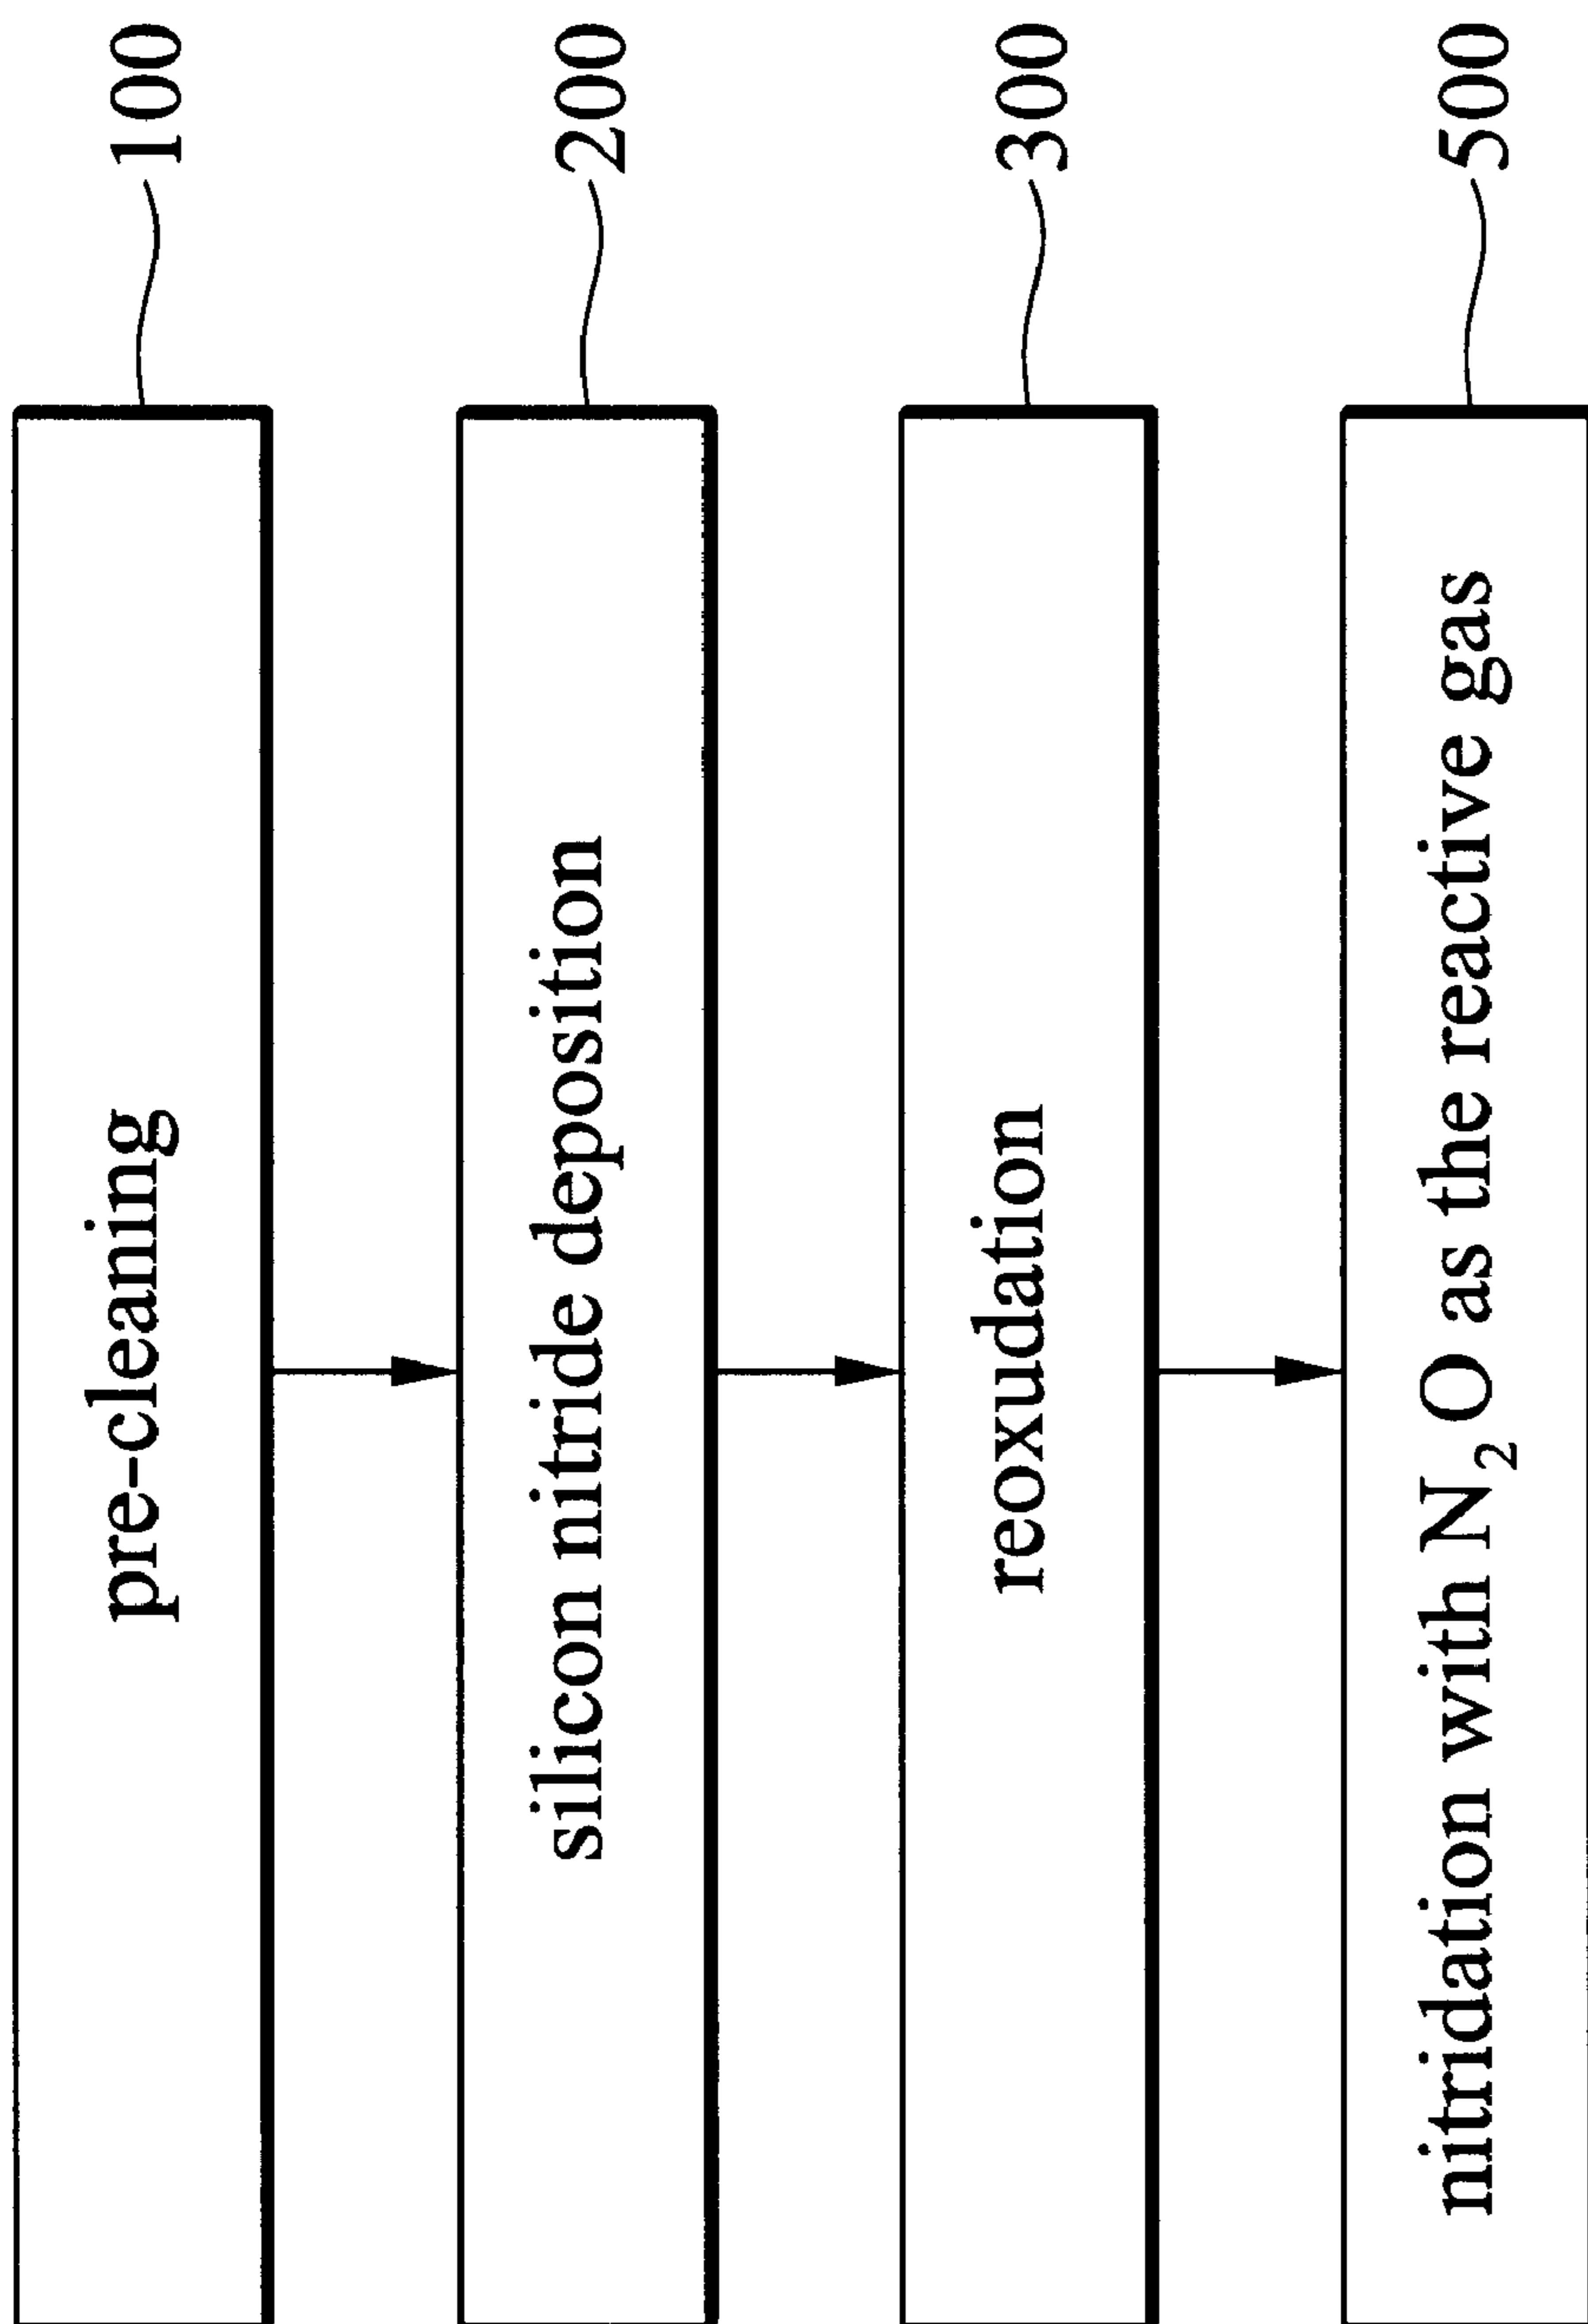 pre-cleaning 100
silicon nitride deposition 200
reoxudation 300
nitridation with N₂O as the reactive gas 500